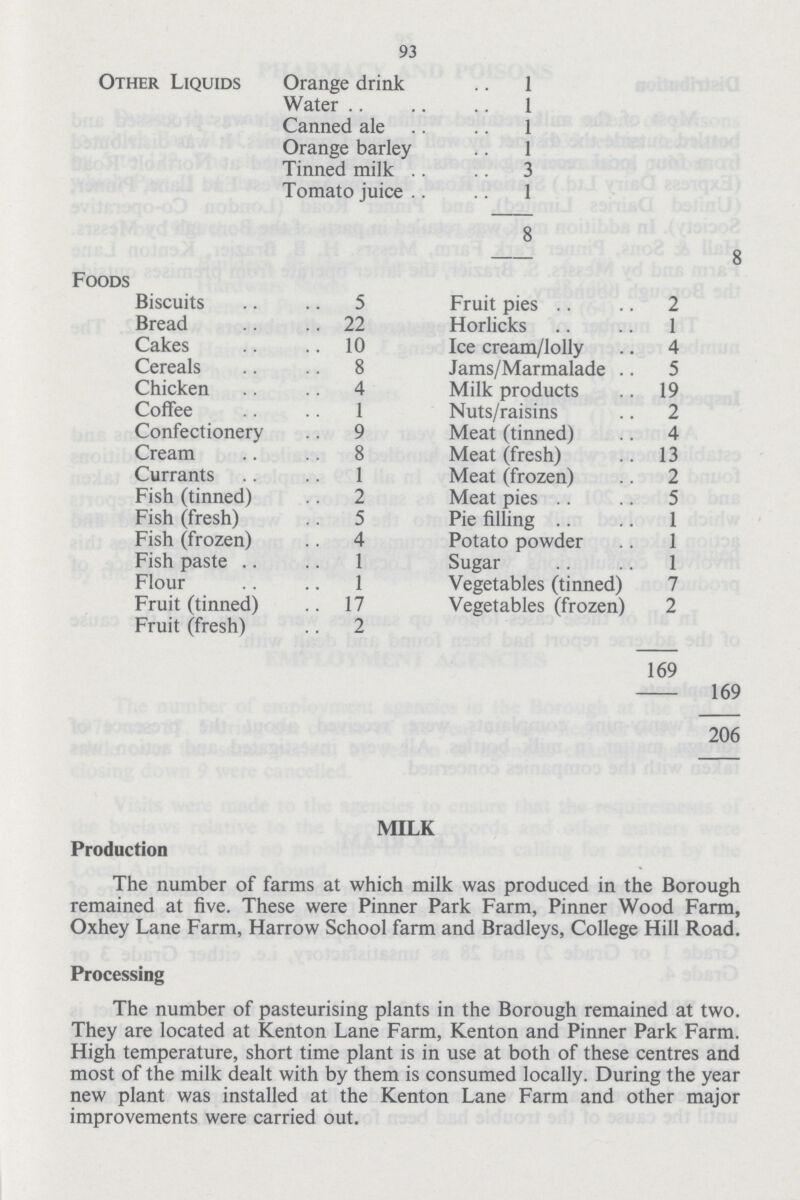 93
OTHER LIQUIDS Orange drink .. 1
Water .. .. .. 1
Canned ale .. .. 1
Orange barley .. 1
Tinned milk .. .. 3
Tomato juice .. .. 1
8
8
FOODS
Biscuits .. .. 5 Fruit pies .. .. 2
Bread .. .. 22 Horlicks .. .. 1
Cakes .. .. 10 Ice cream/lolly .. 4
Cereals .. .. 8 Jams/Marmalade .. 5
Chicken .. .. 4 Milk products .. 19
Coffee .. .. 1 Nuts/raisins .. 2
Confectionery .. 9 Meat (tinned) .. 4
Cream .. .. 8 Meat (fresh) .. 13
Currants .. .. 1 Meat (frozen) .. 2
Fish (tinned) .. 2 Meat pies .. .. 5
Fish (fresh) .. 5 Pie filling .. .. 1
Fish (frozen) .. 4 Potato powder .. 1
Fish paste .. .. 1 Sugar .. .. 1
Flour .. .. 1 Vegetables (tinned) 7
Fruit (tinned) .. 17 Vegetables (frozen) 2
Fruit (fresh) .. 2
169
169
206
MILK
Production
The number of farms at which milk was produced in the Borough
remained at five. These were Pinner Park Farm, Pinner Wood Farm,
Oxhey Lane Farm, Harrow School farm and Bradleys, College Hill Road.
Processing
The number of pasteurising plants in the Borough remained at two.
They are located at Kenton Lane Farm, Kenton and Pinner Park Farm.
High temperature, short time plant is in use at both of these centres and
most of the milk dealt with by them is consumed locally. During the year
new plant was installed at the Kenton Lane Farm and other major
improvements were carried out.